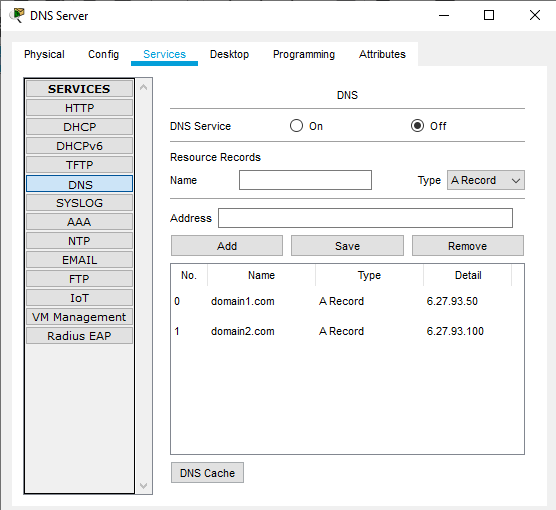 DNS Server
Physical Config Services Desktop Programming Attributes
SERVICES
HTTP
DHCP
DHCPv6
TFTP
DNS
SYSLOG
AAA
NTP
EMAIL
FTP
IoT
VM Management
Radius EAP
DNS
DNS Service On Off
Resource Records
Name Type A Record
Address
Add Save Remove
No. Name Type Detail
0 domain1.com A Record 6.27.93.50
1 domain2.com A Record 6.27.93.100
DNS Cache